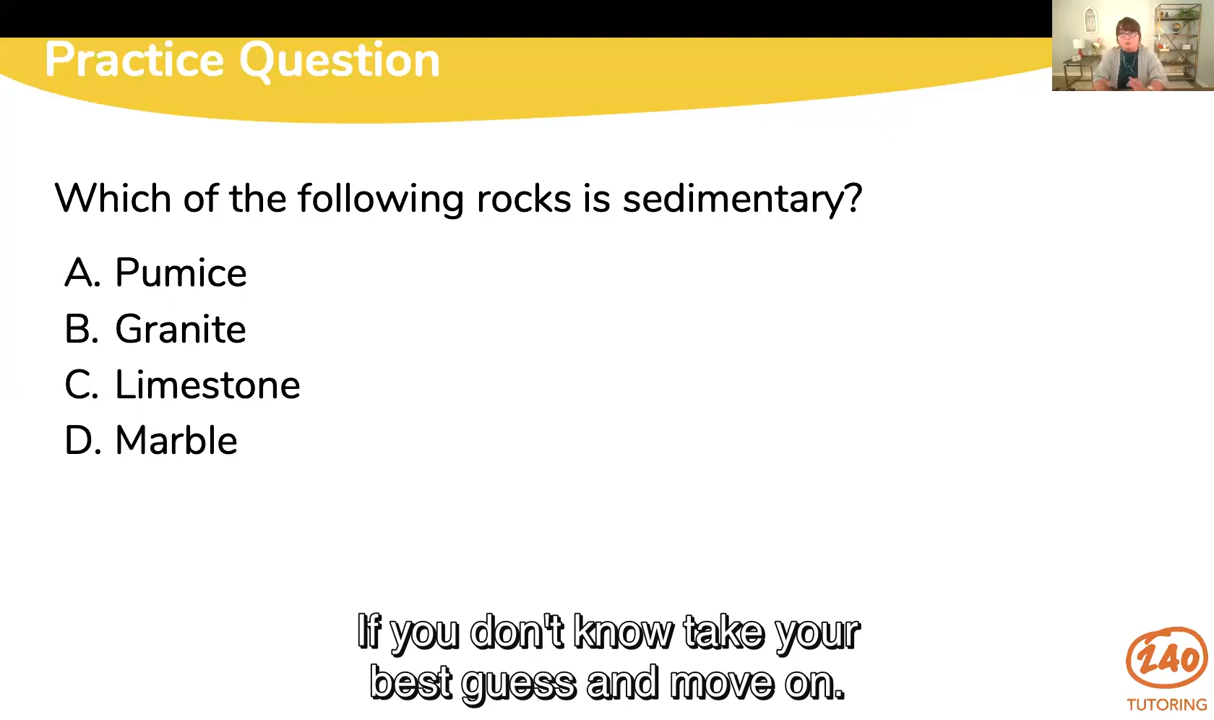 Practice Question
Which of the following rocks is sedimentary?
A. Pumice
B. Granite
C. Limestone
D. Marble
If you don't know take your
best guess and move on.
240
TUTORING